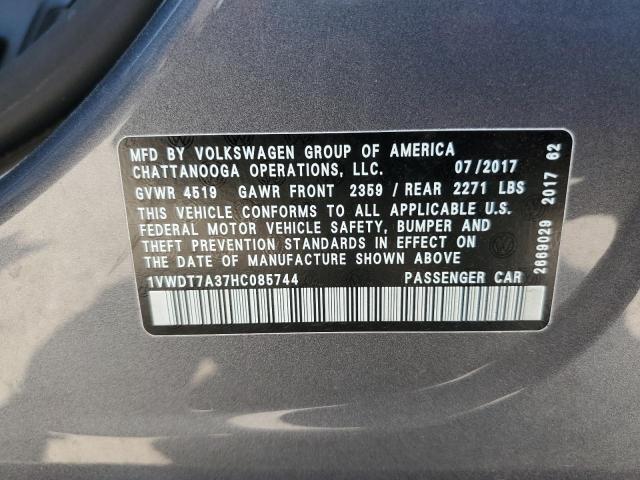 MFD BY VOLKSWAGEN GROUP OF AMERICA
CHATTANOOGA OPERATIONS, LLC. 07/2017
GVWR 4519 GAWR FRONT 2359 / REAR 2271 LBS
THIS VEHICLE CONFORMS TO ALL APPLICABLE U.S.
FEDERAL MOTOR VEHICLE SAFETY, BUMPER AND
THEFT PREVENTION STANDARDS IN EFFECT ON
THE DATE OF MANUFACTURE SHOWN ABOVE.
1VWDT7A37HC085744 PASSENGER CAR
2669029 2017 62